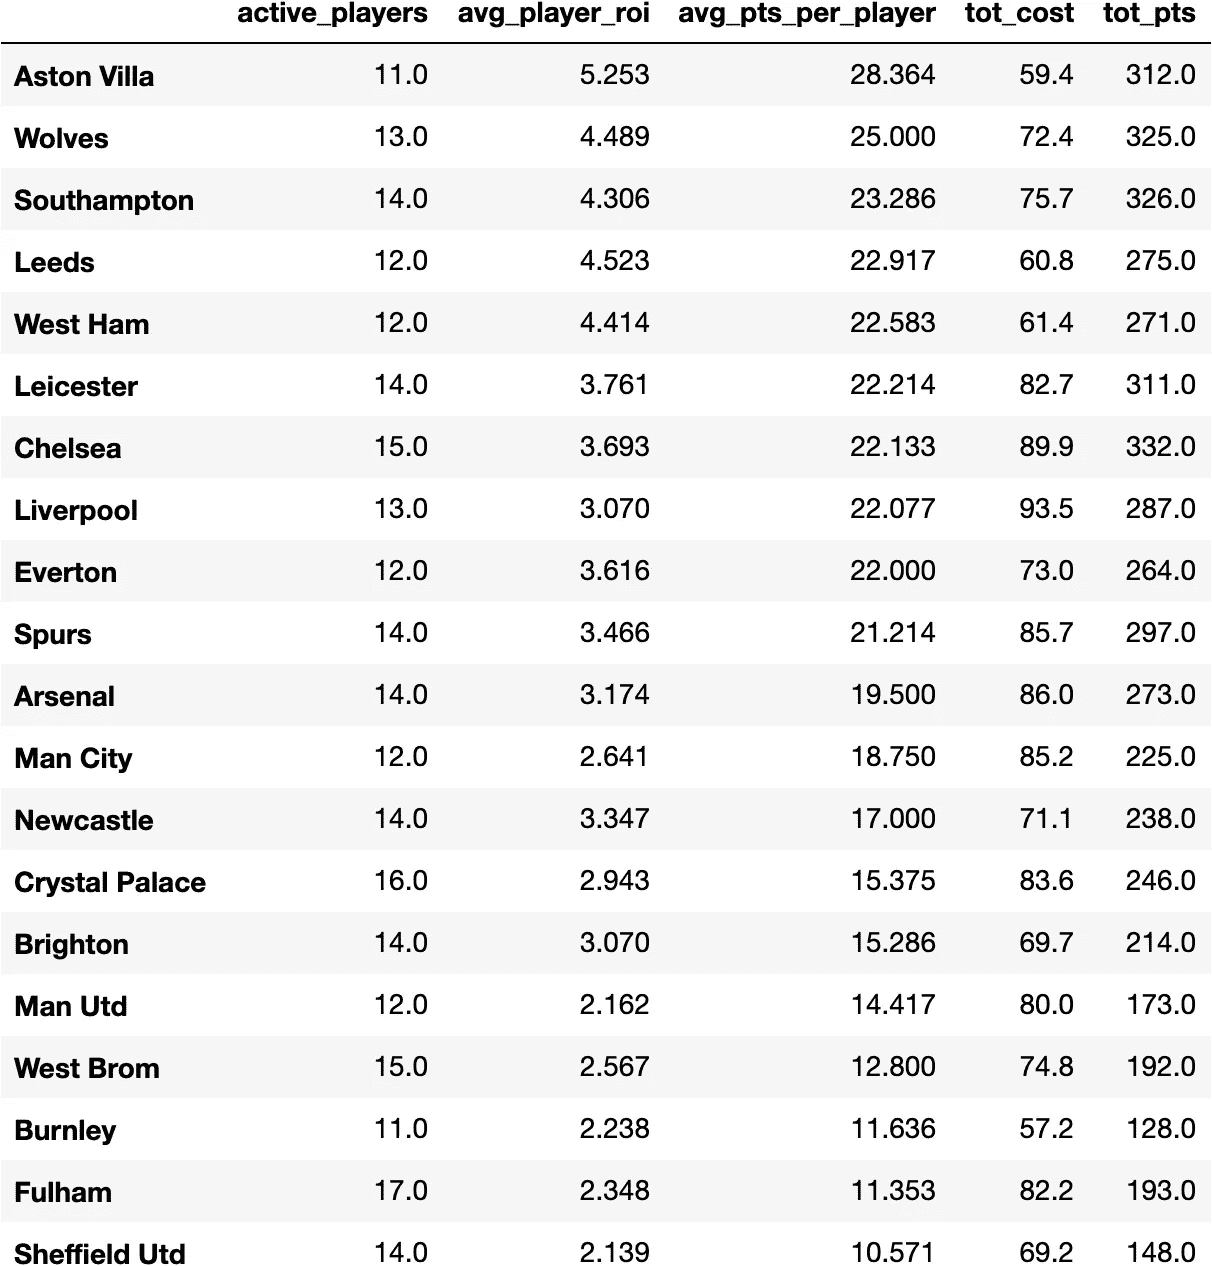 active_players avg_player_roi avg_pts_per_player tot_cost tot_pts
Aston Villa 11.0 5.253 28.364 59.4 312.0
Wolves 13.0 4.489 25.000 72.4 325.0
Southampton 14.0 4.306 23.286 75.7 326.0
Leeds 12.0 4.523 22.917 60.8 275.0
West Ham 12.0 4.414 22.583 61.4 271.0
Leicester 14.0 3.761 22.214 82.7 311.0
Chelsea 15.0 3.693 22.133 89.9 332.0
Liverpool 13.0 3.070 22.077 93.5 287.0
Everton 12.0 3.616 22.000 73.0 264.0
Spurs 14.0 3.466 21.214 85.7 297.0
Arsenal 14.0 3.174 19.500 86.0 273.0
Man City 12.0 2.641 18.750 85.2 225.0
Newcastle 14.0 3.347 17.000 71.1 238.0
Crystal Palace 16.0 2.943 15.375 83.6 246.0
Brighton 14.0 3.070 15.286 69.7 214.0
Man Utd 12.0 2.162 14.417 80.0 173.0
West Brom 15.0 2.567 12.800 74.8 192.0
Burnley 11.0 2.238 11.636 57.2 128.0
Fulham 17.0 2.348 11.353 82.2 193.0
Sheffield Utd 14.0 2.139 10.571 69.2 148.0